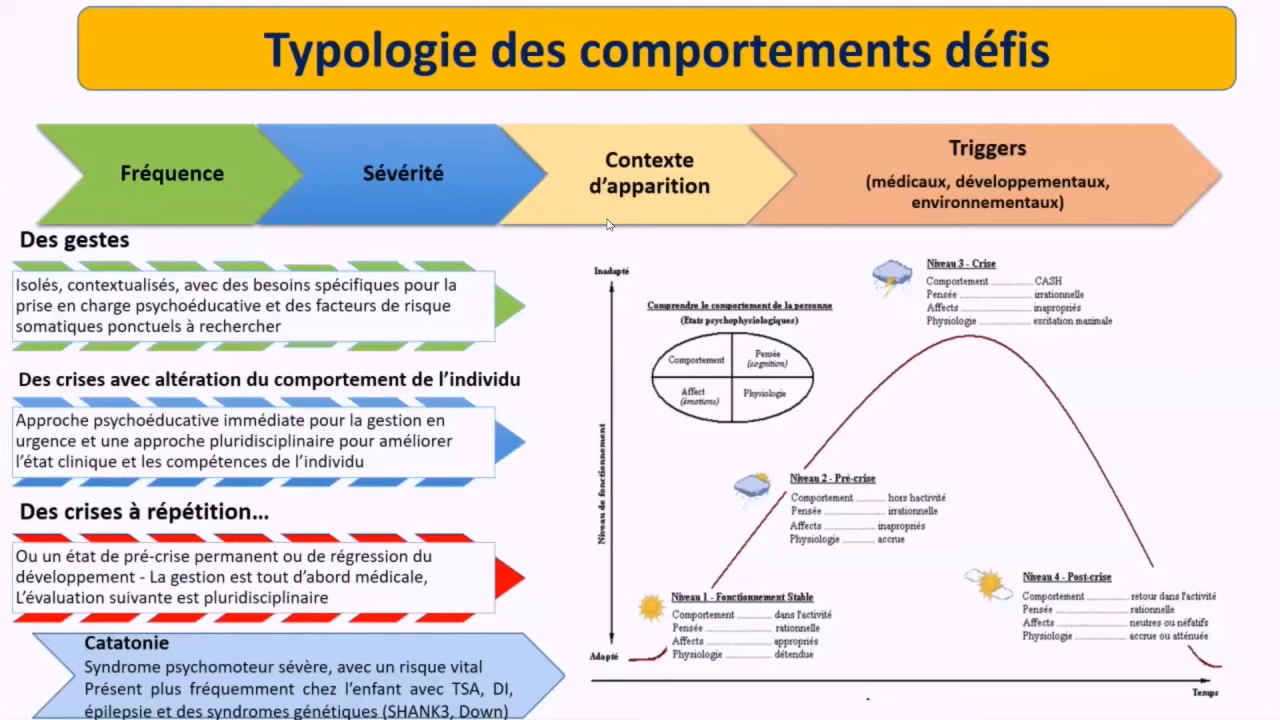 Typologie des comportements défis
Fréquence
Sévérité
Contexte
d’apparition
Triggers
(médicaux, développementaux,
environnementaux)
Des gestes
Isolés, contextualisés, avec des besoins spécifiques pour la
prise en charge psychoéducative et des facteurs de risque
somatiques ponctuels à rechercher
Des crises avec altération du comportement de l’individu
Approche psychoéducative immédiate pour la gestion en
urgence et une approche pluridisciplinaire pour améliorer
l’état clinique et les compétences de l’individu
Des crises à répétition...
Ou un état de pré-crise permanent ou de régression du
développement - La gestion est tout d’abord médicale,
L’évaluation suivante est pluridisciplinaire
Catatonie
Syndrome psychomoteur sévère, avec un risque vital
Présent plus fréquemment chez l’enfant avec TSA, DI,
épilepsie et des syndromes génétiques (SHANK3, Down)
Inadapté
Niveau de fonctionnement
Adapté
Temps
Comprendre le comportement de la personne
(Etats psychophysiologiques)
Comportement
Pensée
(cognition)
Affect
(émotions)
Physiologie
Niveau 3 - Crise
Comportement ............... CASH
Pensée ............................ irrationnelle
Affects ........................... inapropriés
Physiologie ................... excitation maximale
Niveau 2 - Pré-crise
Comportement ........... hors hactivité
Pensée ........................ irrationnelle
Affects ..................... inapropriés
Physiologie ............. accrue
Niveau 1 - Fonctionnement Stable
Comportement ............. dans l'activité
Pensée ......................... rationnelle
Affects ........................ appropriés
Physiologie ................ détendue
Niveau 4 - Post-crise
Comportement ............... retour dans l'activité
Pensée ............................ rationnelle
Affects ........................... neutres ou néfatifs
Physiologie ................... accrue ou atténuée